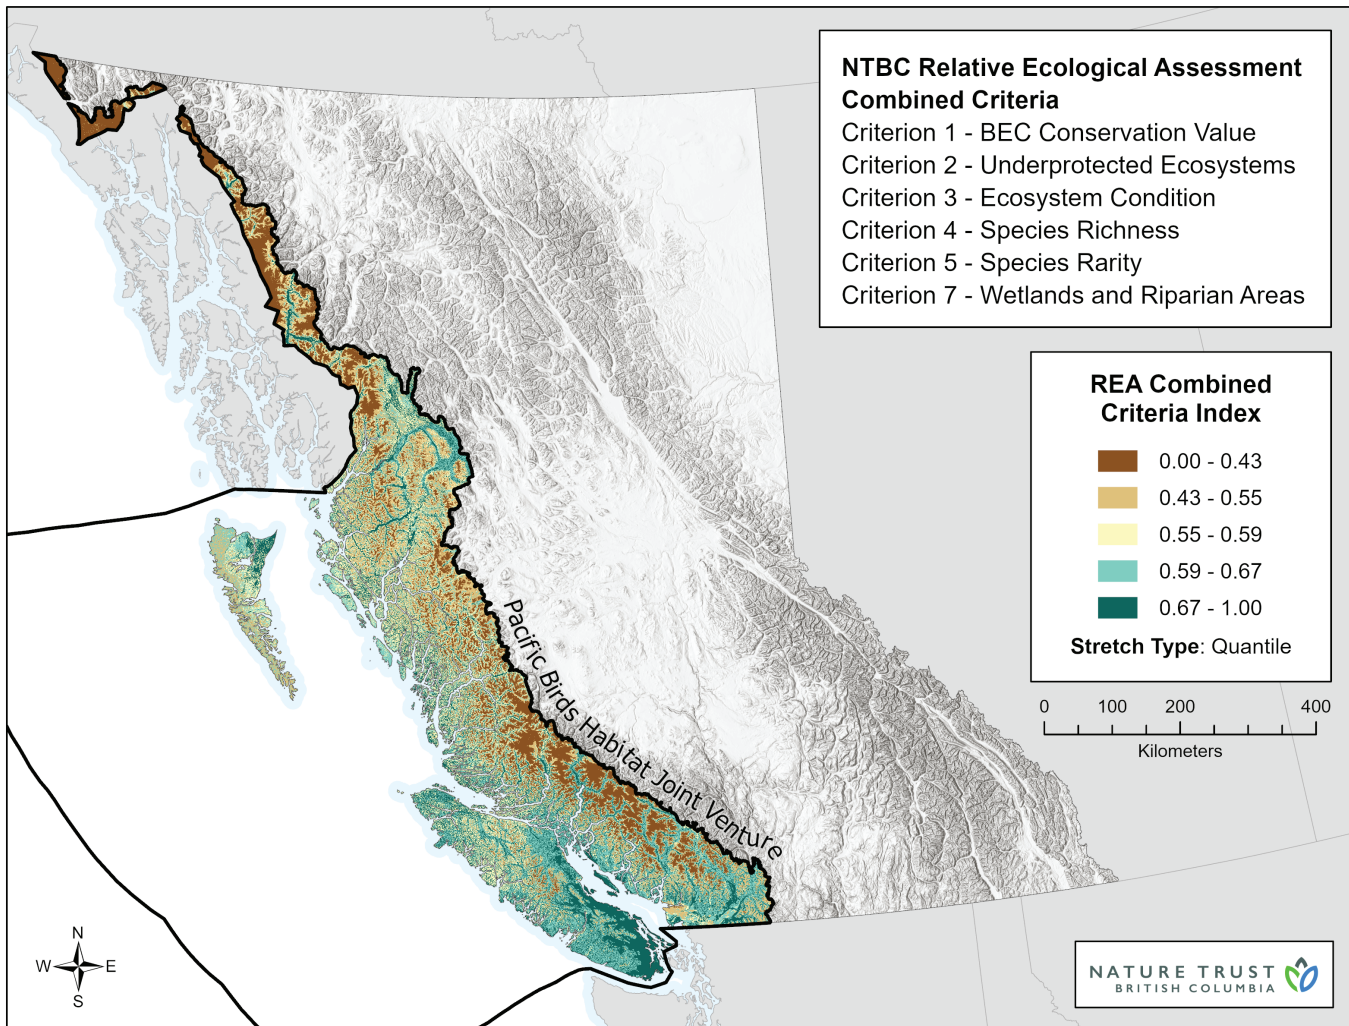 NTBC Relative Ecological Assessment
Combined Criteria
Criterion 1 - BEC Conservation Value
Criterion 2 - Underprotected Ecosystems
Criterion 3 - Ecosystem Condition
Criterion 4 - Species Richness
Criterion 5 - Species Rarity
Criterion 7 - Wetlands and Riparian Areas
REA Combined
Criteria Index
0.00 - 0.43
0.43 - 0.55
0.55 - 0.59
0.59 - 0.67
0.67 - 1.00
Stretch Type: Quantile
0 100 200 400
Kilometers
Pacific Birds Habitat Joint Venture
N
W E
S
NATURE TRUST
BRITISH COLUMBIA